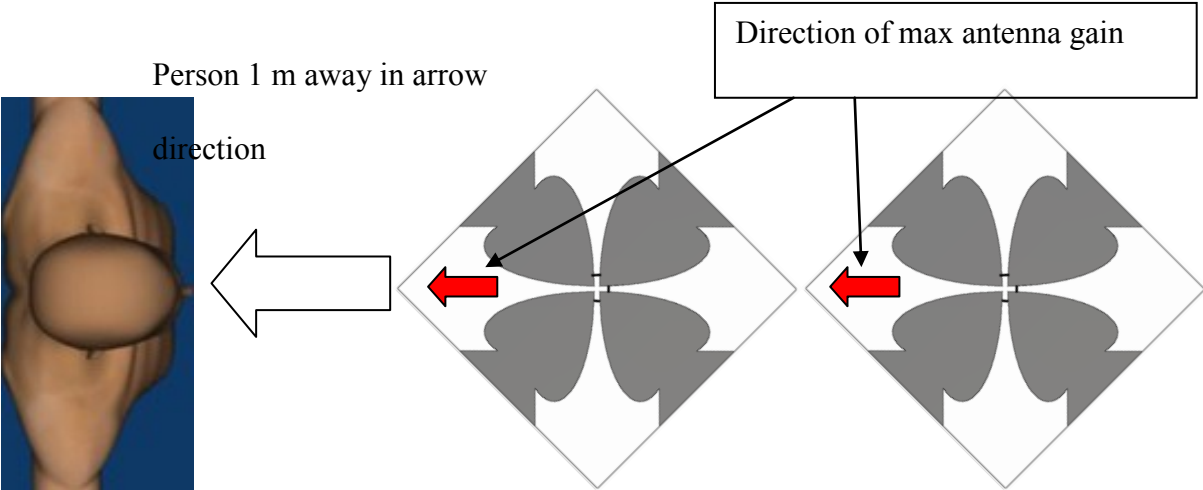 Direction of max antenna gain
Person 1 m away in arrow
direction